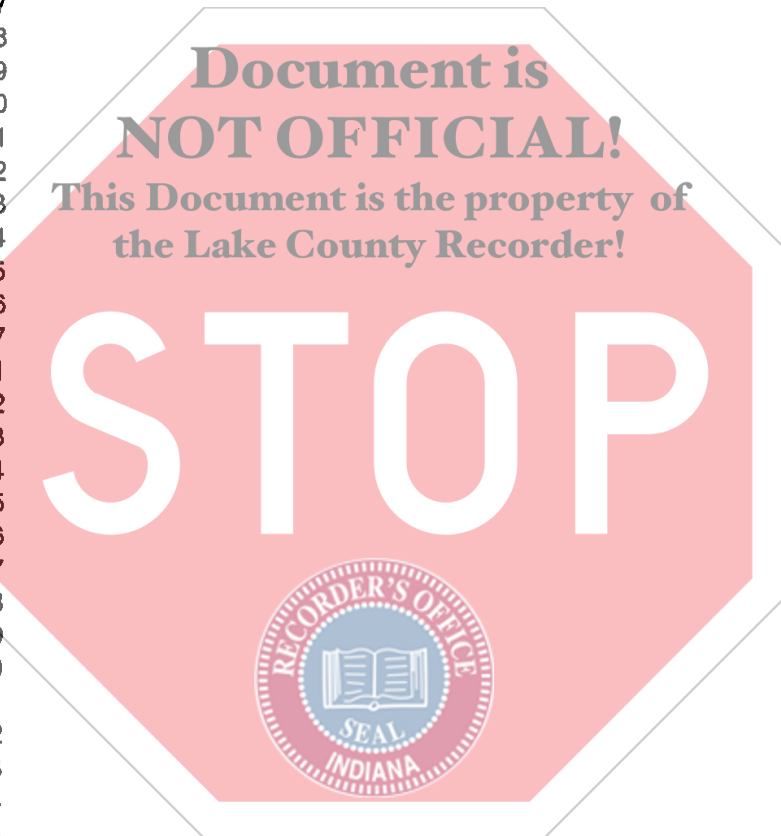 Document is
NOT OFFICIAL!
This Document is the property of
the Lake County Recorder!
STOP
RECORDER'S OFFICE
SEAL
INDIANA